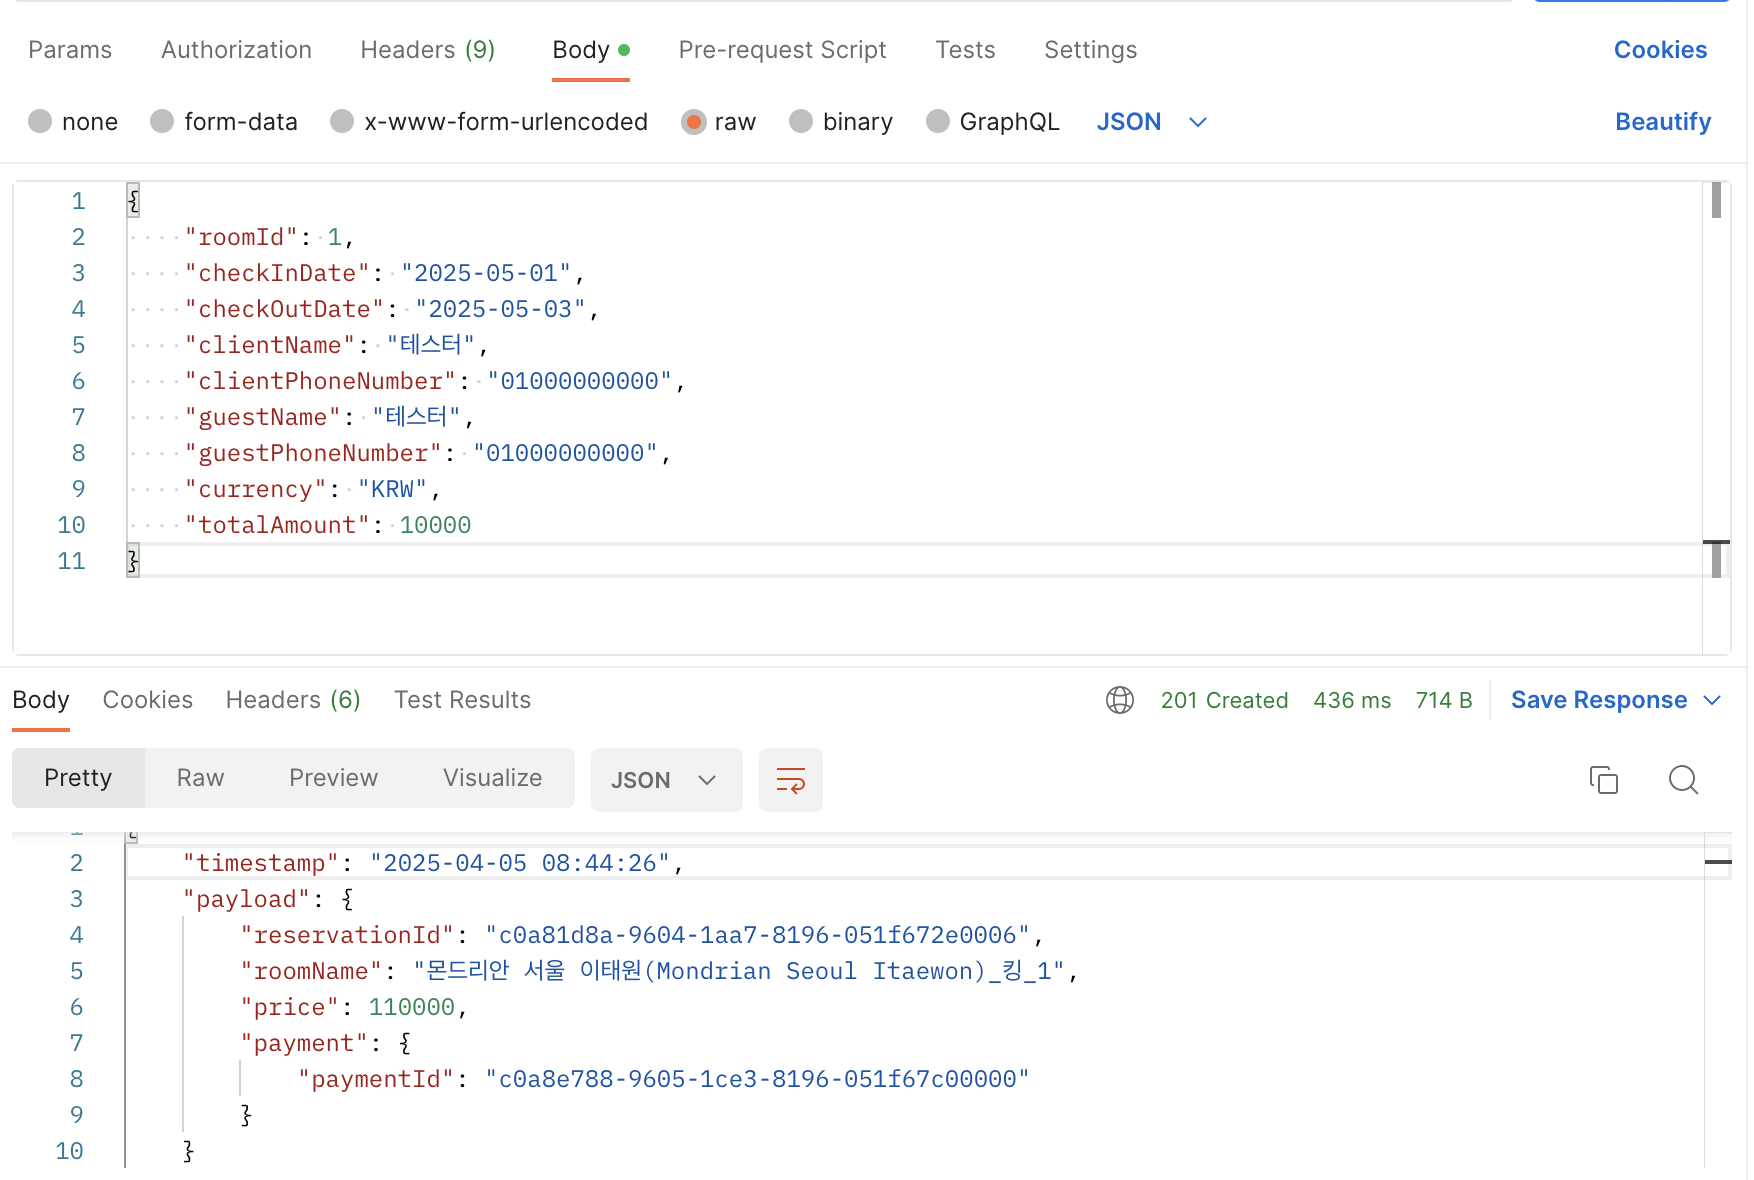 Params Authorization Headers (9) Body Pre-request Script Tests Settings Cookies
none form-data x-www-form-urlencoded raw binary GraphQL JSON Beautify
1 {
2 "roomId": 1,
3 "checkInDate": "2025-05-01",
4 "checkOutDate": "2025-05-03",
5 "clientName": "테스터",
6 "clientPhoneNumber": "01000000000",
7 "guestName": "테스터",
8 "guestPhoneNumber": "01000000000",
9 "currency": "KRW",
10 "totalAmount": 10000
11 }
Body Cookies Headers (6) Test Results 201 Created 436 ms 714 B Save Response
Pretty Raw Preview Visualize JSON
1 {
2 "timestamp": "2025-04-05 08:44:26",
3 "payload": {
4 "reservationId": "c0a81d8a-9604-1aa7-8196-051f672e0006",
5 "roomName": "몬드리안 서울 이태원(Mondrian Seoul Itaewon)_킹_1",
6 "price": 110000,
7 "payment": {
8 "paymentId": "c0a8e788-9605-1ce3-8196-051f67c00000"
9 }
10 }